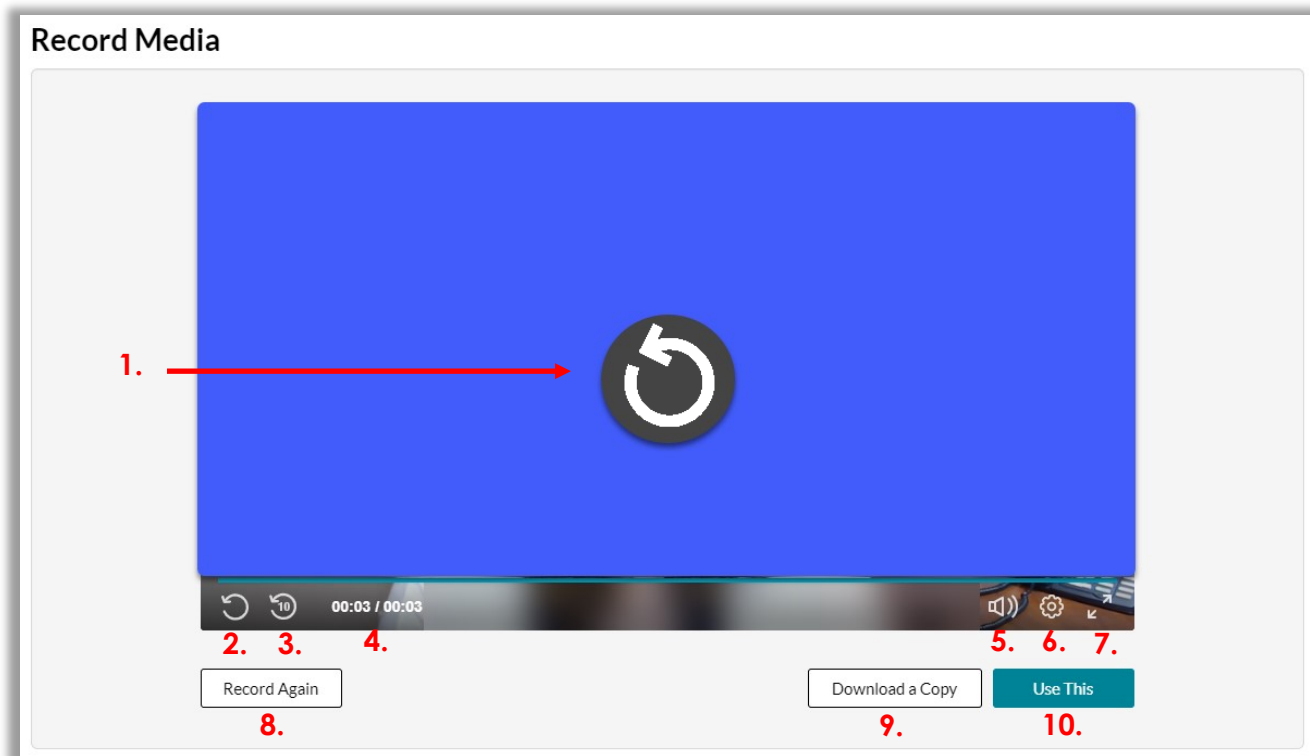 Record Media
1.
10
00:03 / 00:03
2. 3. 4. 5. 6. 7.
Record Again Download a Copy Use This
8. 9. 10.